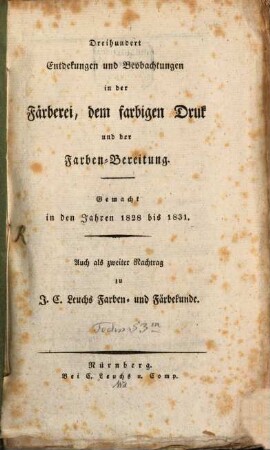 Dreihundert
Entdekungen und Beobachtungen
in der
Färberei, dem farbigen Druk
und der
Farben-Bereitung.
Gemacht
in den Jahren 1828 bis 1831.
Auch als zweiter Nachtrag
zu
J. C. Leuchs Farben- und Färbekunde.
Nürnberg.
Bei C. Leuchs u. Comp.